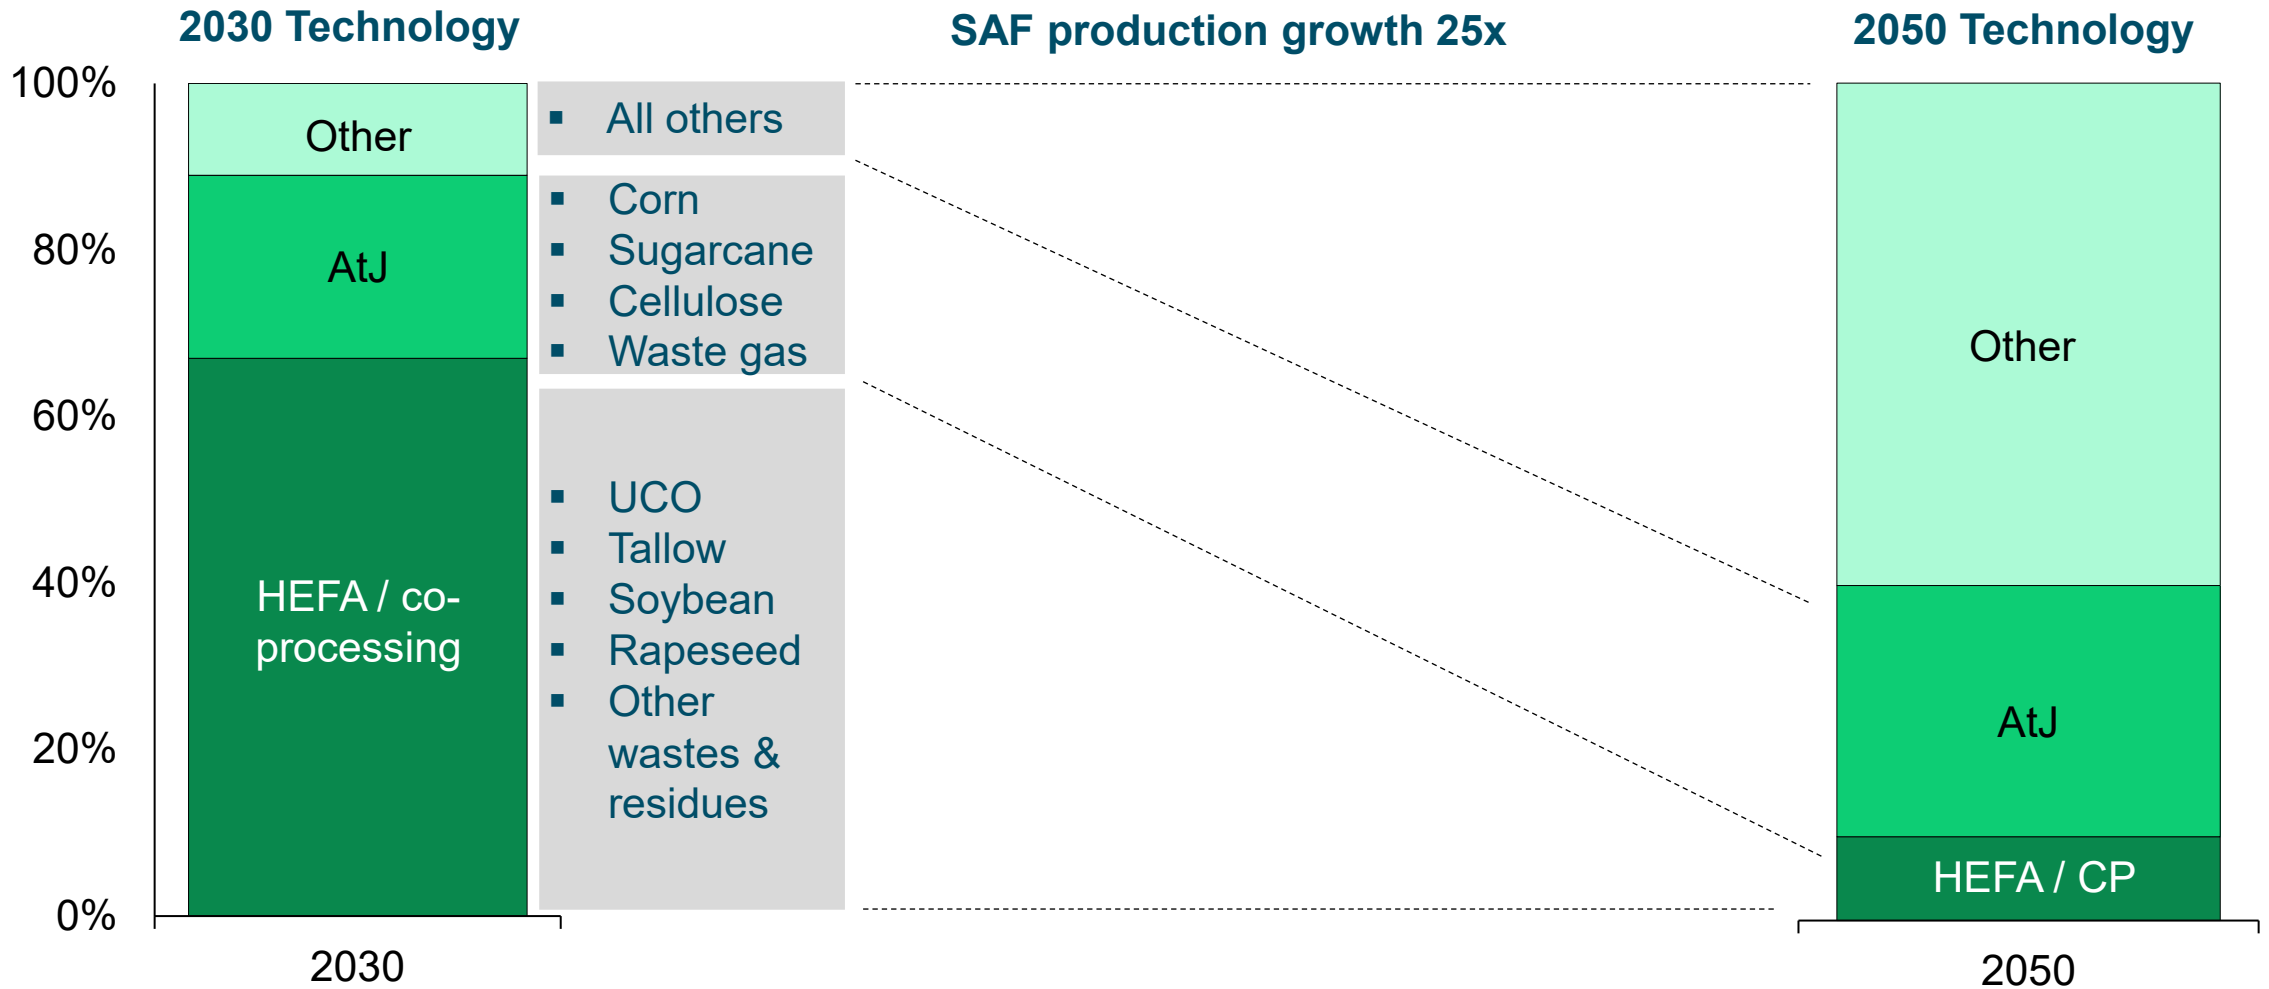 2030 Technology
SAF production growth 25x
2050 Technology
100%
80%
60%
40%
20%
0%
Other
AtJ
HEFA / co-
processing
2030
▪ All others
▪ Corn
▪ Sugarcane
▪ Cellulose
▪ Waste gas
▪ UCO
▪ Tallow
▪ Soybean
▪ Rapeseed
▪ Other
wastes &
residues
Other
AtJ
HEFA / CP
2050